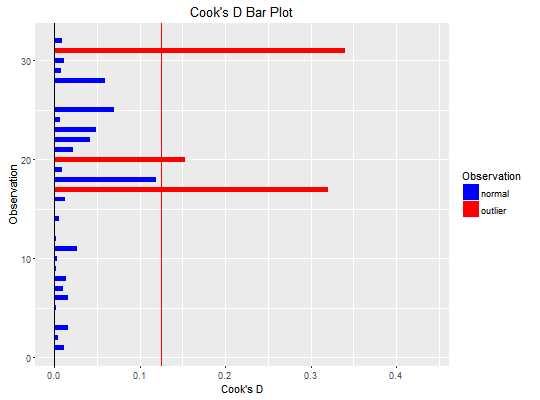 Cook's D Bar Plot
30
20
10
0
Observation
0.0 0.1 0.2 0.3 0.4
Cook's D
Observation
normal
outlier